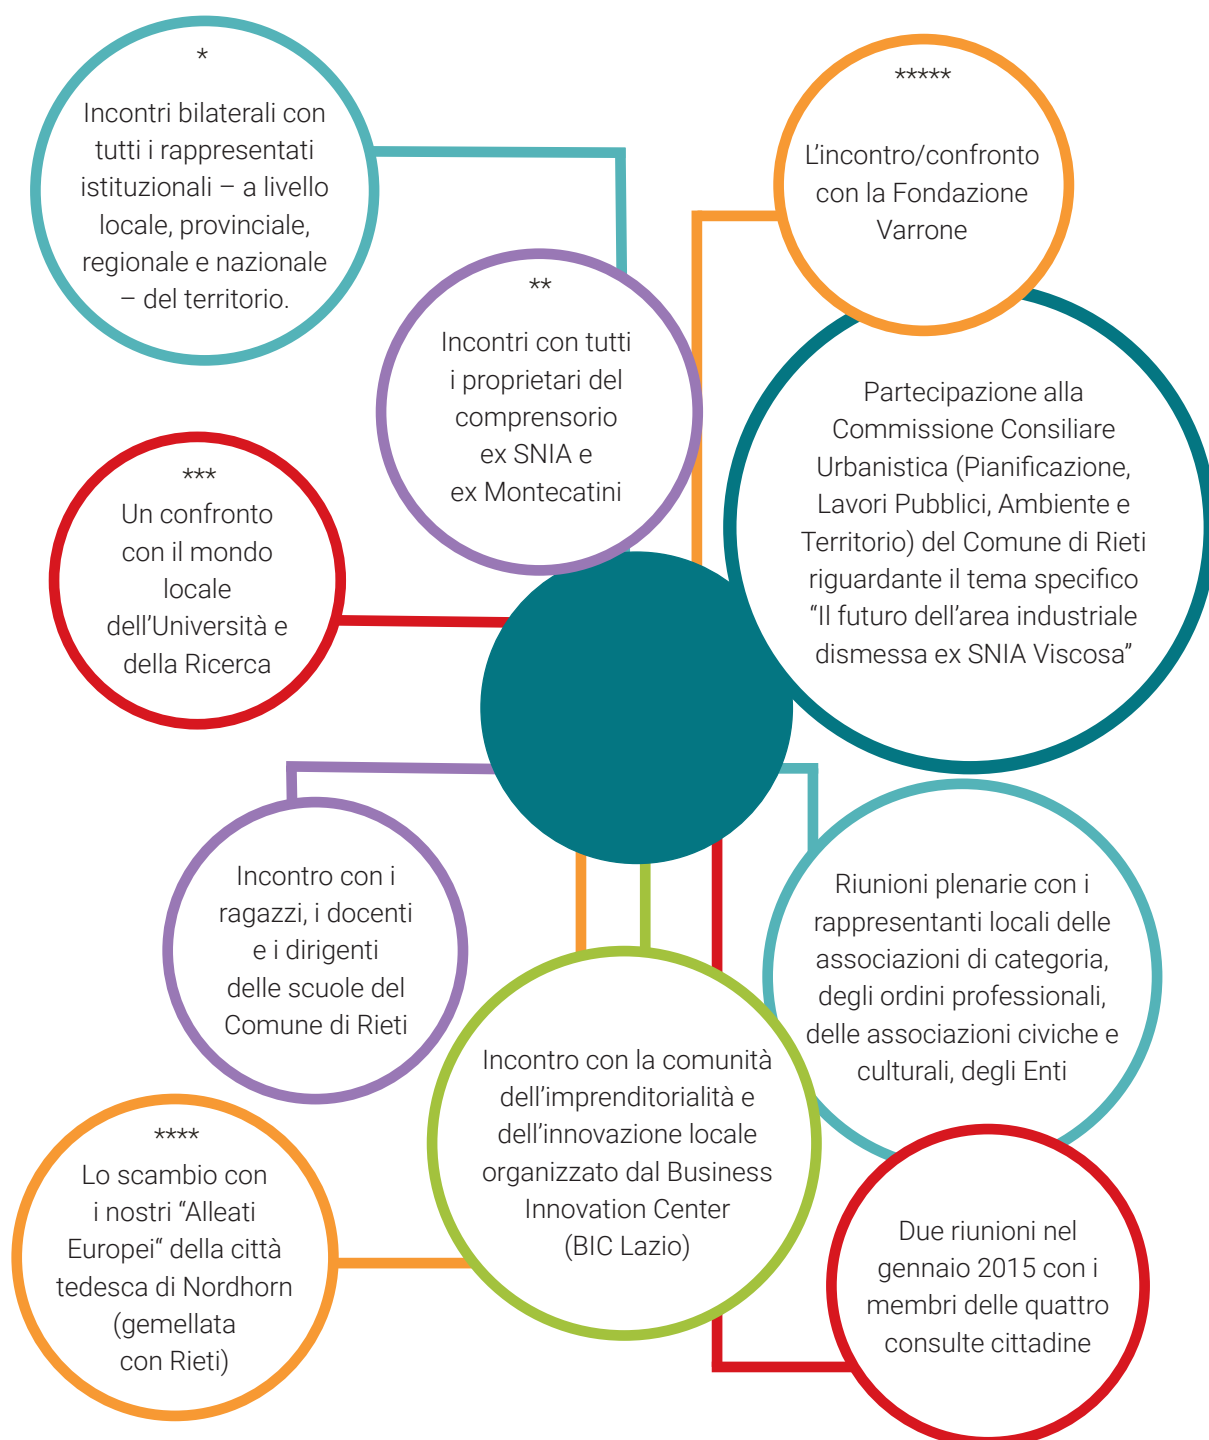 *
Incontri bilaterali con
tutti i rappresentati
istituzionali – a livello
locale, provinciale,
regionale e nazionale
– del territorio.
*****
L'incontro/confronto
con la Fondazione
Varrone
**
Incontri con tutti
i proprietari del
comprensorio
ex SNIA e
ex Montecatini
Partecipazione alla
Commissione Consiliare
Urbanistica (Pianificazione,
Lavori Pubblici, Ambiente e
Territorio) del Comune di Rieti
riguardante il tema specifico
“Il futuro dell’area industriale
dismessa ex SNIA Viscosa”
***
Un confronto
con il mondo
locale
dell’Università e
della Ricerca
Incontro con i
ragazzi, i docenti
e i dirigenti
delle scuole del
Comune di Rieti
Riunioni plenarie con i
rappresentanti locali delle
associazioni di categoria,
degli ordini professionali,
delle associazioni civiche e
culturali, degli Enti
Incontro con la comunità
dell’imprenditorialità e
dell’innovazione locale
organizzato dal Business
Innovation Center
(BIC Lazio)
****
Lo scambio con
i nostri “Alleati
Europei“ della città
tedesca di Nordhorn
(gemellata
con Rieti)
Due riunioni nel
gennaio 2015 con i
membri delle quattro
consulte cittadine